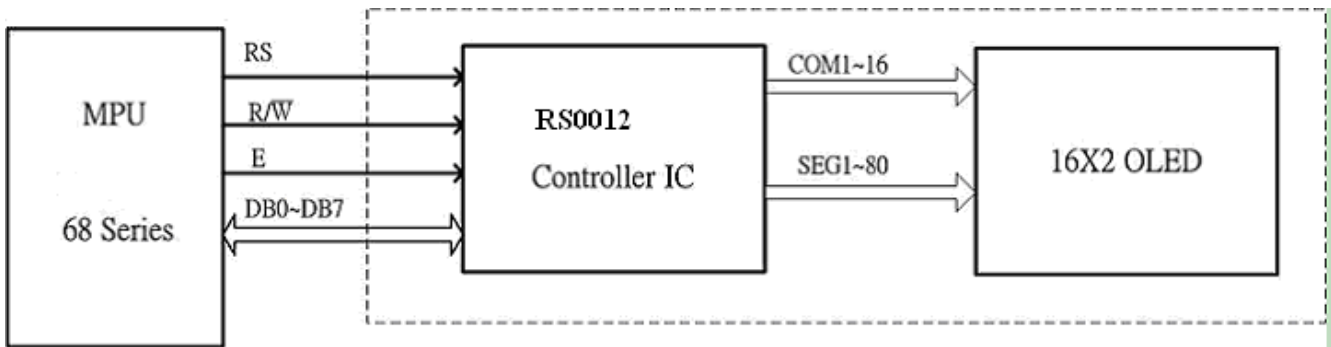 MPU
68 Series
RS
R/W̅
E
DB0~DB7
RS0012
Controller IC
COM1~16
SEG1~80
16X2 OLED